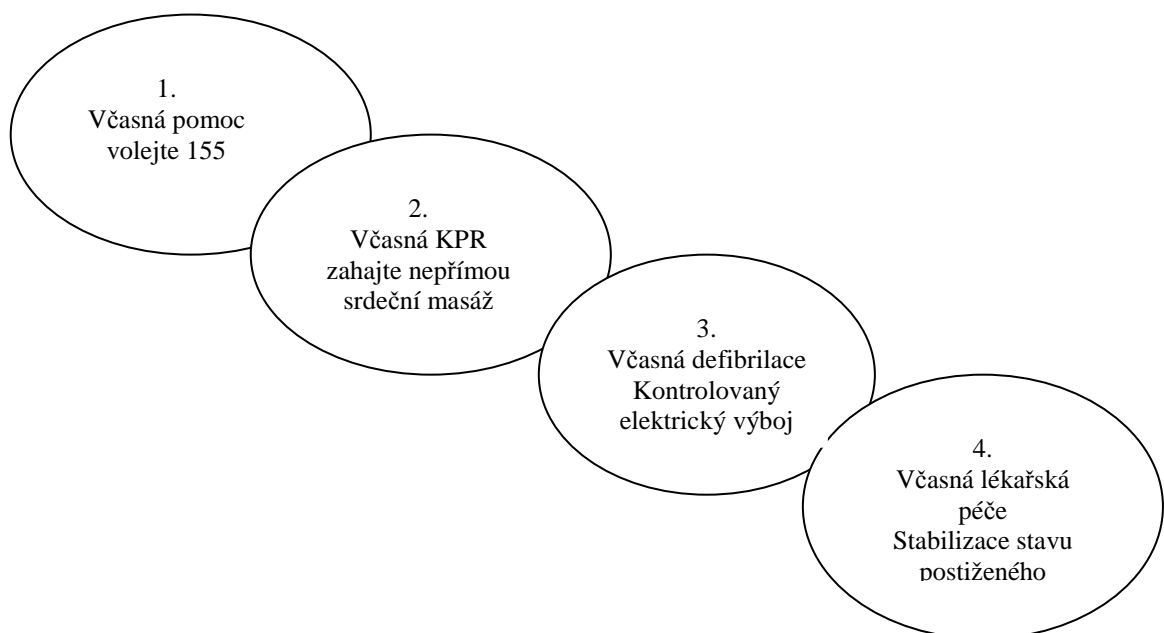 1.
Včasná pomoc
volejte 155
2.
Včasná KPR
zahajte nepřímou
srdeční masáž
3.
Včasná defibrilace
Kontrolovaný
elektrický výboj
4.
Včasná lékařská
péče
Stabilizace stavu
postiženého